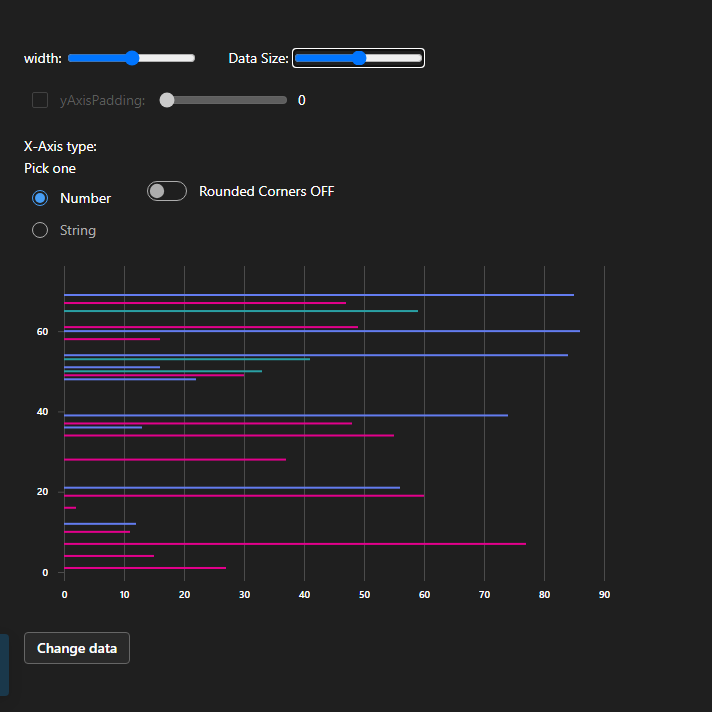 width: Data Size:
yAxisPadding: 0
X-Axis type:
Pick one
Number Rounded Corners OFF
String
60
40
20
0
0 10 20 30 40 50 60 70 80 90
Change data